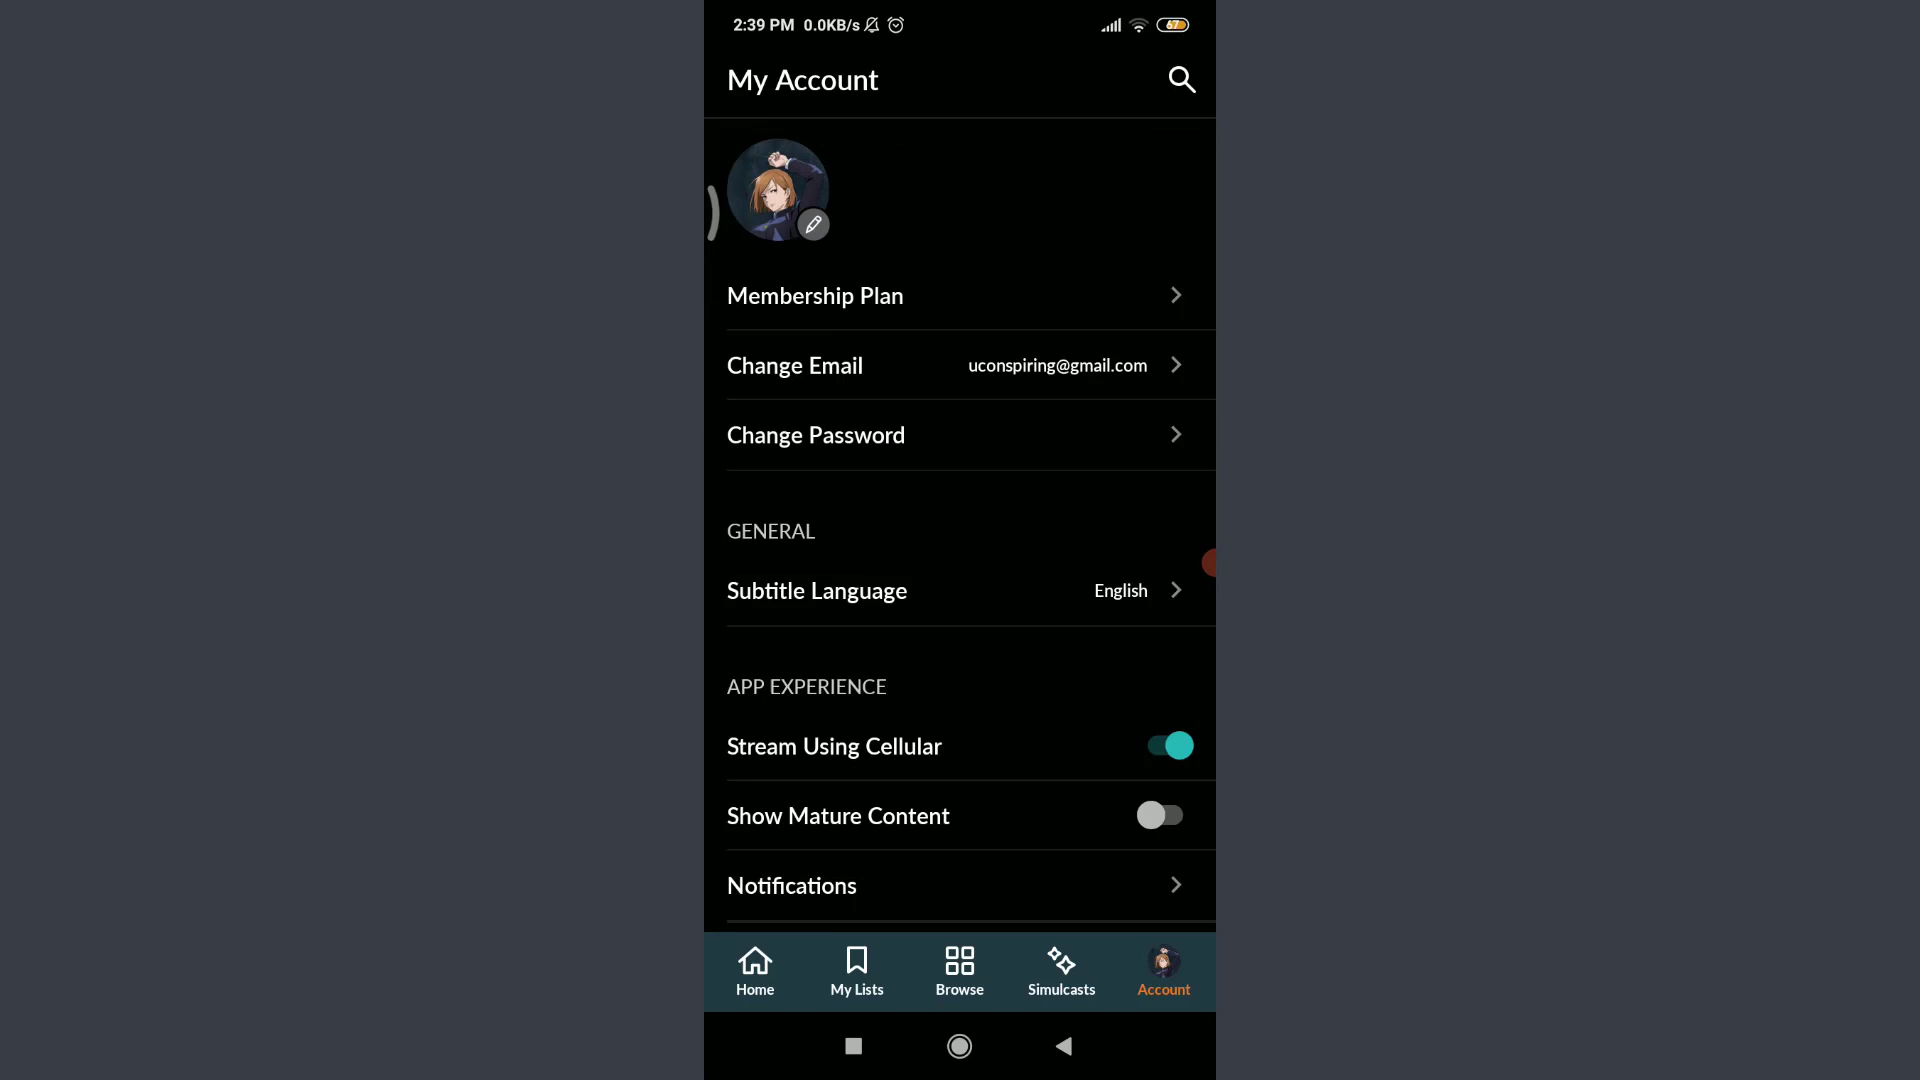 2:39 PM 0.0KB/s 67
My Account
Membership Plan
Change Email uconspiring@gmail.com
Change Password
GENERAL
Subtitle Language English
APP EXPERIENCE
Stream Using Cellular
Show Mature Content
Notifications
Home My Lists Browse Simulcasts Account